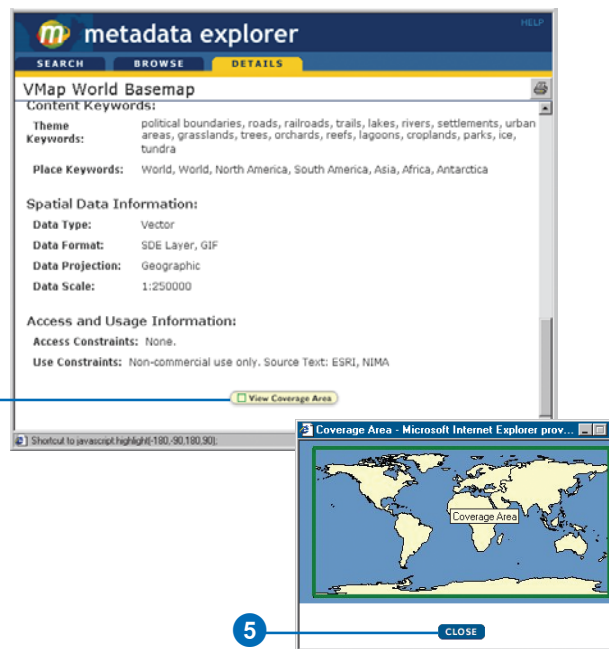 HELP
m metadata explorer
SEARCH BROWSE DETAILS
VMap World Basemap
Content Keywords:
Theme Keywords: political boundaries, roads, railroads, trails, lakes, rivers, settlements, urban
areas, grasslands, trees, orchards, reefs, lagoons, croplands, parks, ice,
tundra
Place Keywords: World, World, North America, South America, Asia, Africa, Antarctica
Spatial Data Information:
Data Type: Vector
Data Format: SDE Layer, GIF
Data Projection: Geographic
Data Scale: 1:250000
Access and Usage Information:
Access Constraints: None.
Use Constraints: Non-commercial use only. Source Text: ESRI, NIMA
View Coverage Area
Shortcut to javascript:highlight(-180,-90,180,90);
Coverage Area - Microsoft Internet Explorer prov...
Coverage Area
5
CLOSE